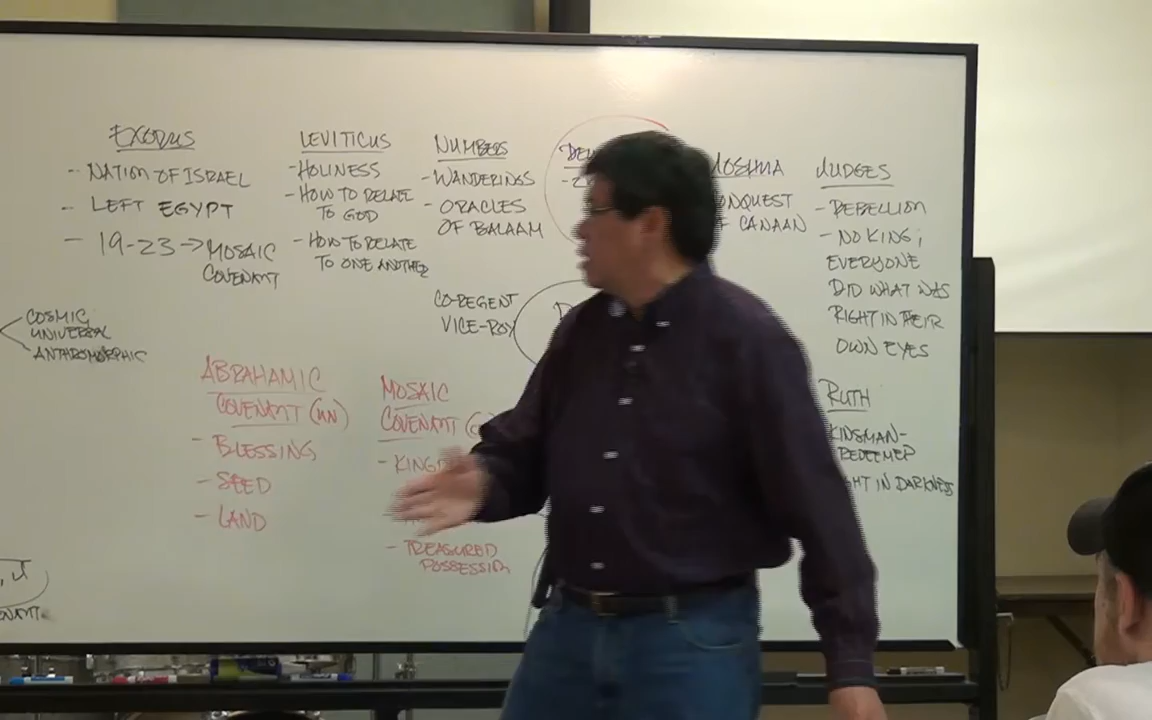 EXODUS
- NATION OF ISRAEL
- LEFT EGYPT
- 19-23 → MOSAIC
COVENANT
LEVITICUS
- HOLINESS
- HOW TO RELATE
TO GOD
- HOW TO RELATE
TO ONE ANOTHER
NUMBERS
- WANDERINGS
- ORACLES
OF BALAAM
CANAAN
JUDGES
- REBELLION
- NO KING;
EVERYONE
DID WHAT WAS
RIGHT IN THEIR
OWN EYES
RUTH
KINSMAN-
REDEEMER
IN DARKNESS
CO-REGENT
VICE-ROY
COSMIC
UNIVERSAL
ANTHROMORPHIC
ABRAHAMIC
COVENANT (UN)
- BLESSING
- SEED
- LAND
MOSAIC
COVENANT
- TREASURED
POSSESSION